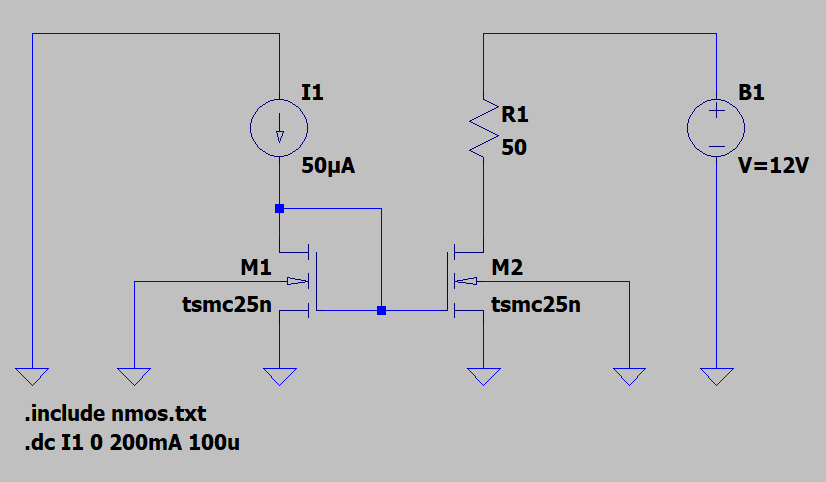 I1
50µA
R1
50
B1
V=12V
M1
tsmc25n
M2
tsmc25n
.include nmos.txt
.dc I1 0 200mA 100u